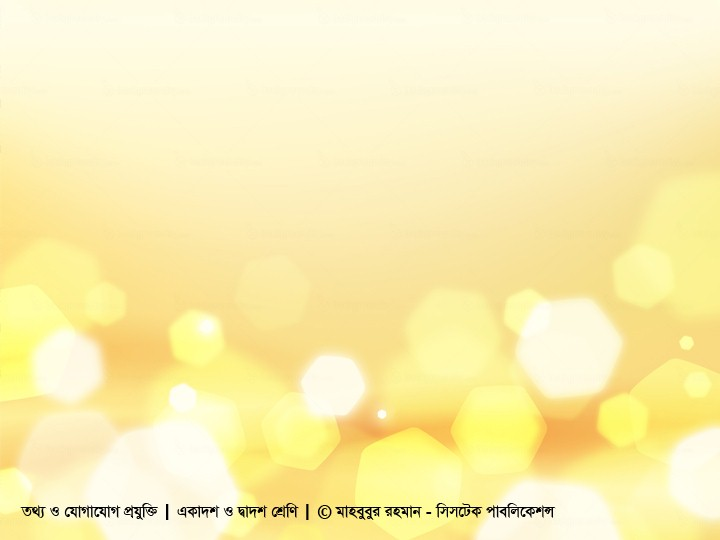 তথ্য ও যোগাযোগ প্রযুক্তি | একাদশ ও দ্বাদশ শ্রেণি | © মাহবুবুর রহমান - সিসটেক পাবলিকেশন্স